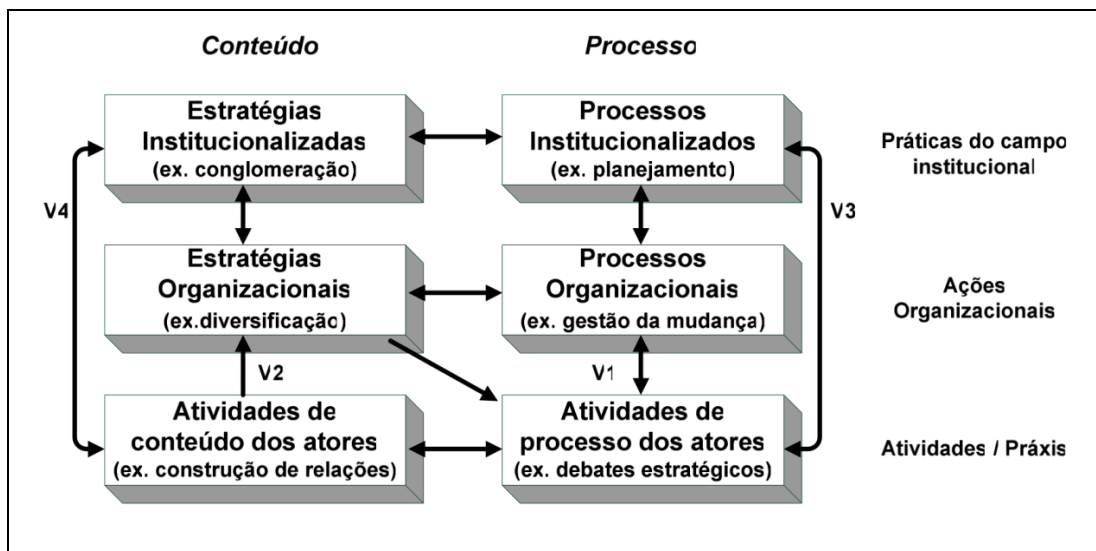 Conteúdo
Processo
Estratégias
Institucionalizadas
(ex. conglomeração)
Processos
Institucionalizados
(ex. planejamento)
Práticas do campo
institucional
V4
V3
Estratégias
Organizacionais
(ex.diversificação)
Processos
Organizacionais
(ex. gestão da mudança)
Ações
Organizacionais
V2
V1
Atividades de
conteúdo dos atores
(ex. construção de relações)
Atividades de
processo dos atores
(ex. debates estratégicos)
Atividades / Práxis